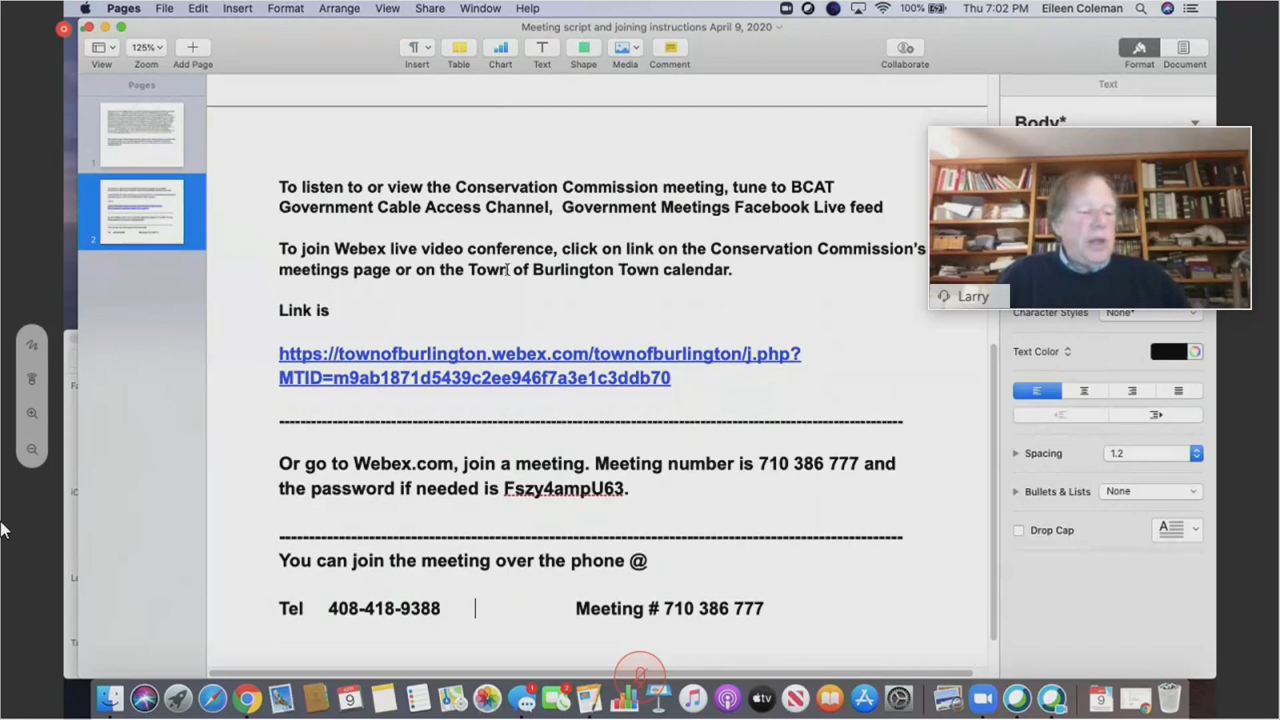 Pages File Edit Insert Format Arrange View Share Window Help 100% Thu 7:02 PM Eileen Coleman
Meeting script and joining instructions April 9, 2020
125%
View Zoom Add Page Insert Table Chart Text Shape Media Comment Collaborate Format Document
Pages
Text
1
2
Body*
To listen to or view the Conservation Commission meeting, tune to BCAT
Government Cable Access Channel, Government Meetings Facebook Live feed
To join Webex live video conference, click on link on the Conservation Commission's
meetings page or on the Town of Burlington Town calendar.
Link is
https://townofburlington.webex.com/townofburlington/j.php?
MTID=m9ab1871d5439c2ee946f7a3e1c3ddb70
Or go to Webex.com, join a meeting. Meeting number is 710 386 777 and
the password if needed is Fszy4ampU63.
You can join the meeting over the phone @
Tel 408-418-9388 Meeting # 710 386 777
Larry
Character Styles None*
Text Color
Spacing 1.2
Bullets & Lists None
Drop Cap